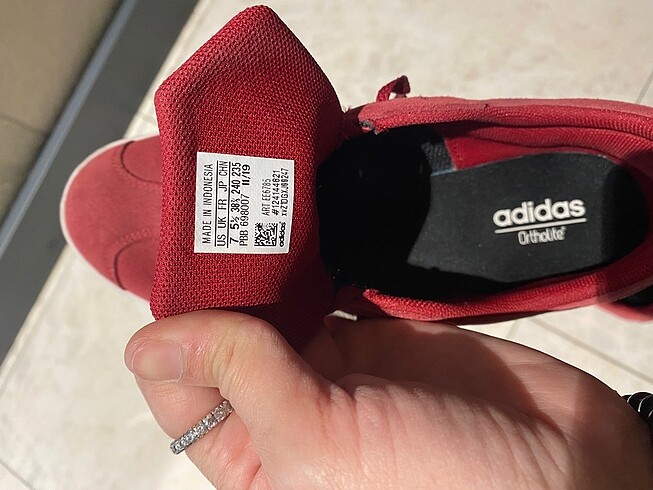 MADE IN INDONESIA
US UK FR JP CHN
7 5½ 38⅔ 240 235
PBB 698007 11/19
ART EE6785
#124144821
adidas
adidas
Ortholite®